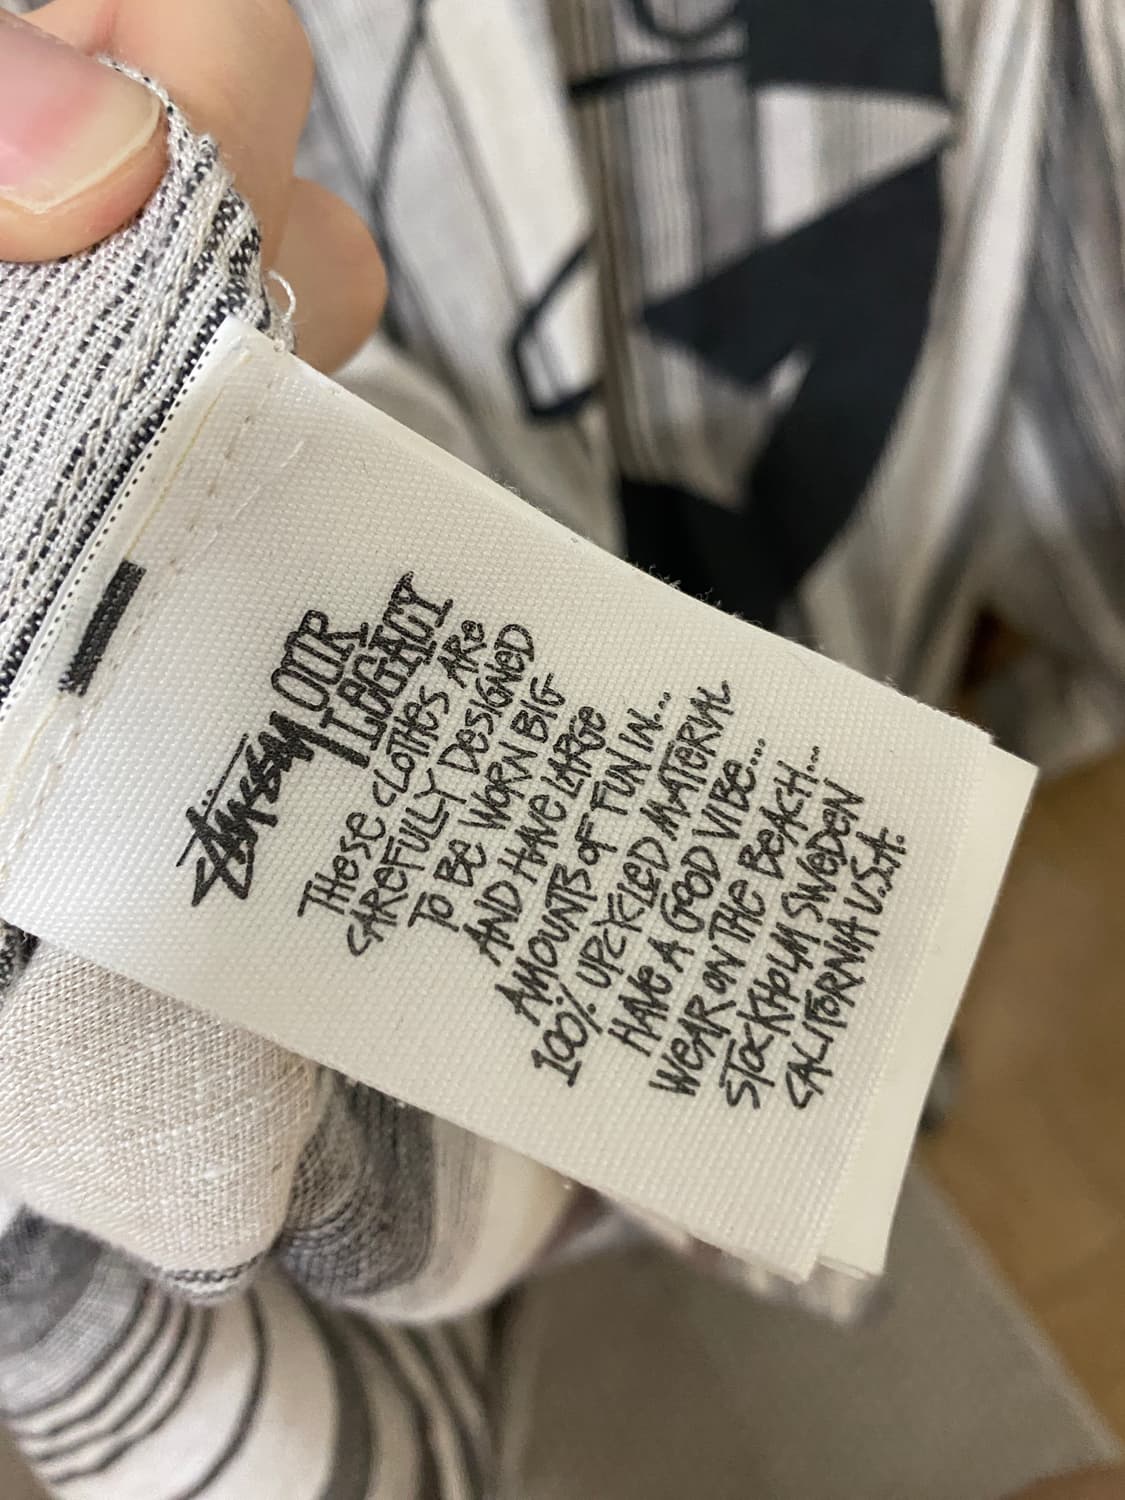 STÜSSY OUR
LEGACY
THESE CLOTHES ARE
CAREFULLY DESIGNED
TO BE WORN BIG
AND HAVE LARGE
AMOUNTS OF FUN IN...
100% UPCYCLED MATERIAL
HAVE A GOOD VIBE...
WEAR ON THE BEACH...
STOCKHOLM SWEDEN
CALIFORNIA U.S.A.